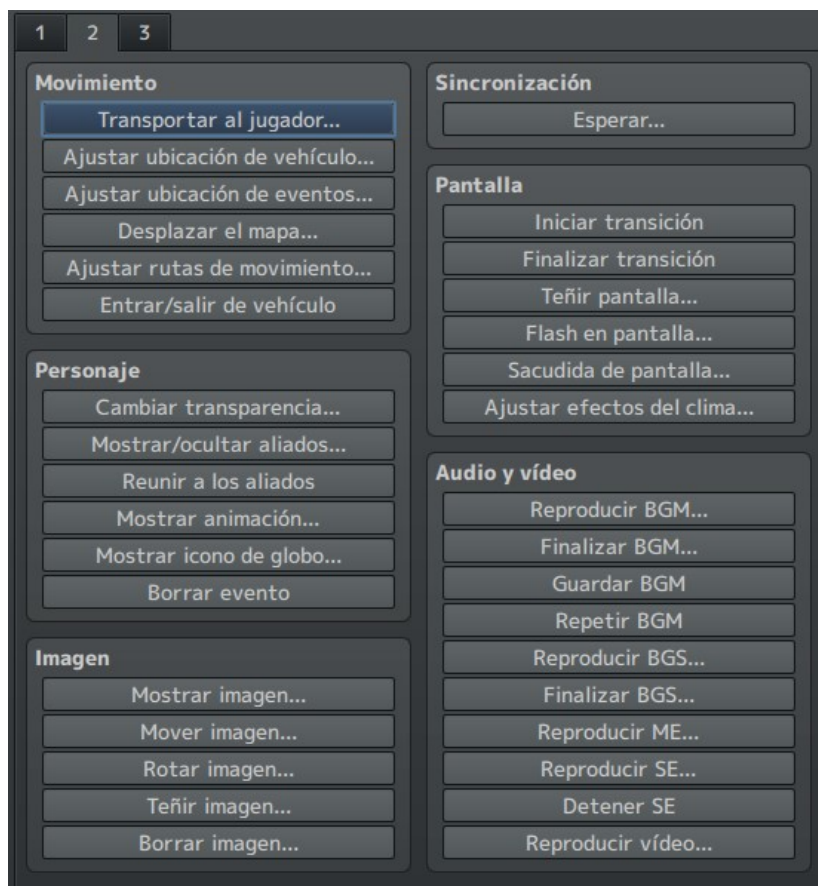 1 2 3
Movimiento
Transportar al jugador...
Ajustar ubicación de vehículo...
Ajustar ubicación de eventos...
Desplazar el mapa...
Ajustar rutas de movimiento...
Entrar/salir de vehículo
Personaje
Cambiar transparencia...
Mostrar/ocultar aliados...
Reunir a los aliados
Mostrar animación...
Mostrar icono de globo...
Borrar evento
Imagen
Mostrar imagen...
Mover imagen...
Rotar imagen...
Teñir imagen...
Borrar imagen...
Sincronización
Esperar...
Pantalla
Iniciar transición
Finalizar transición
Teñir pantalla...
Flash en pantalla...
Sacudida de pantalla...
Ajustar efectos del clima...
Audio y vídeo
Reproducir BGM...
Finalizar BGM...
Guardar BGM
Repetir BGM
Reproducir BGS...
Finalizar BGS...
Reproducir ME...
Reproducir SE...
Detener SE
Reproducir vídeo...